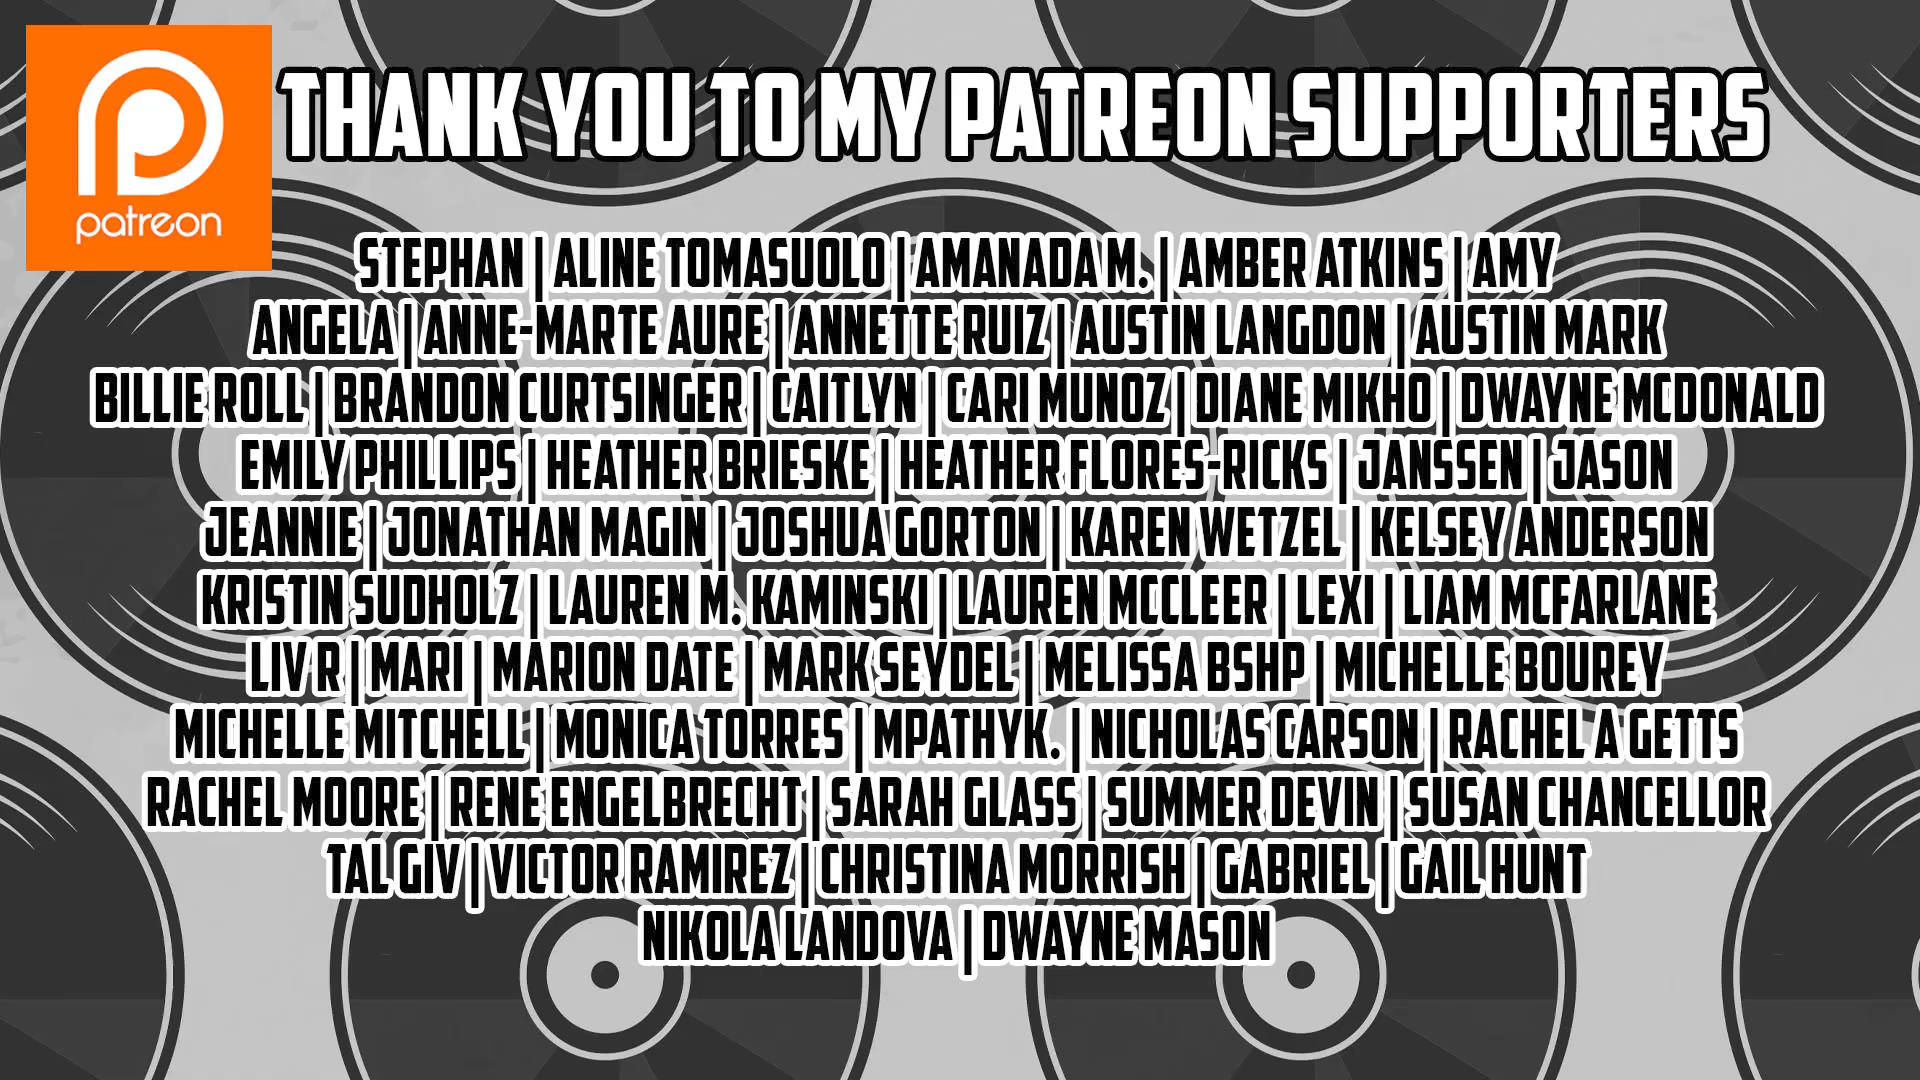 patreon
THANK YOU TO MY PATREON SUPPORTERS
STEPHAN | ALINE TOMASUOLO | AMANADA M. | AMBER ATKINS | AMY
ANGELA | ANNE-MARTE AURE | ANNETTE RUIZ | AUSTIN LANGDON | AUSTIN MARK
BILLIE ROLL | BRANDON CURTSINGER | CAITLYN | CARI MUNOZ | DIANE MIKHO | DWAYNE MCDONALD
EMILY PHILLIPS | HEATHER BRIESKE | HEATHER FLORES-RICKS | JANSSEN | JASON
JEANNIE | JONATHAN MAGIN | JOSHUA GORTON | KAREN WETZEL | KELSEY ANDERSON
KRISTIN SUDHOLZ | LAUREN M. KAMINSKI | LAUREN MCCLEER | LEXI | LIAM MCFARLANE
LIV R | MARI | MARION DATE | MARK SEYDEL | MELISSA BSHP | MICHELLE BOUREY
MICHELLE MITCHELL | MONICA TORRES | MPATHYK. | NICHOLAS CARSON | RACHEL A GETTS
RACHEL MOORE | RENE ENGELBRECHT | SARAH GLASS | SUMMER DEVIN | SUSAN CHANCELLOR
TAL GIV | VICTOR RAMIREZ | CHRISTINA MORRISH | GABRIEL | GAIL HUNT
NIKOLA LANDOVA | DWAYNE MASON